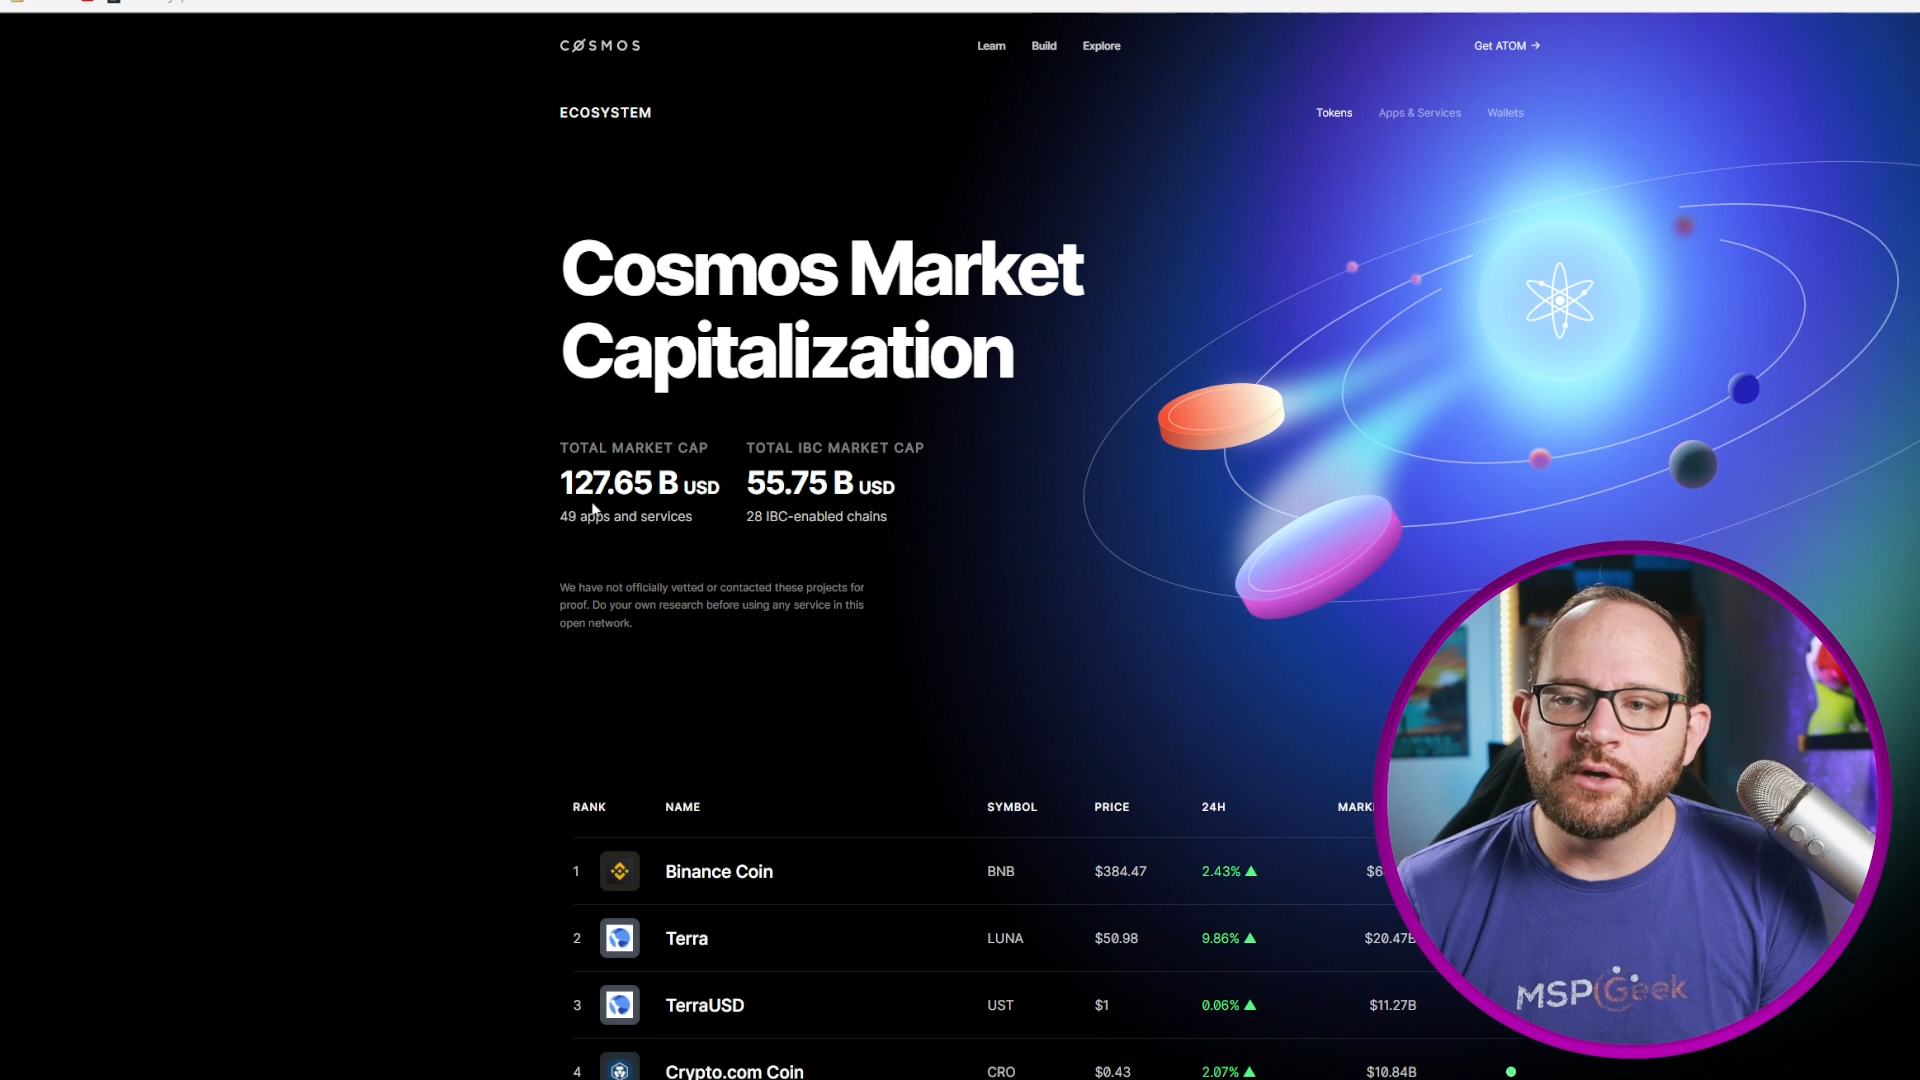 CØSMOS
Learn Build Explore
Get ATOM →
ECOSYSTEM
Tokens Apps & Services Wallets
Cosmos Market
Capitalization
TOTAL MARKET CAP TOTAL IBC MARKET CAP
127.65 B USD 55.75 B USD
49 apps and services 28 IBC-enabled chains
We have not officially vetted or contacted these projects for
proof. Do your own research before using any service in this
open network.
RANK NAME SYMBOL PRICE 24H
1 Binance Coin BNB $384.47 2.43% ▲
2 Terra LUNA $50.98 9.86% ▲ $20.47B
3 TerraUSD UST $1 0.06% ▲ $11.27B
4 Crypto.com Coin CRO $0.43 2.07% ▲ $10.84B
MSPGeek